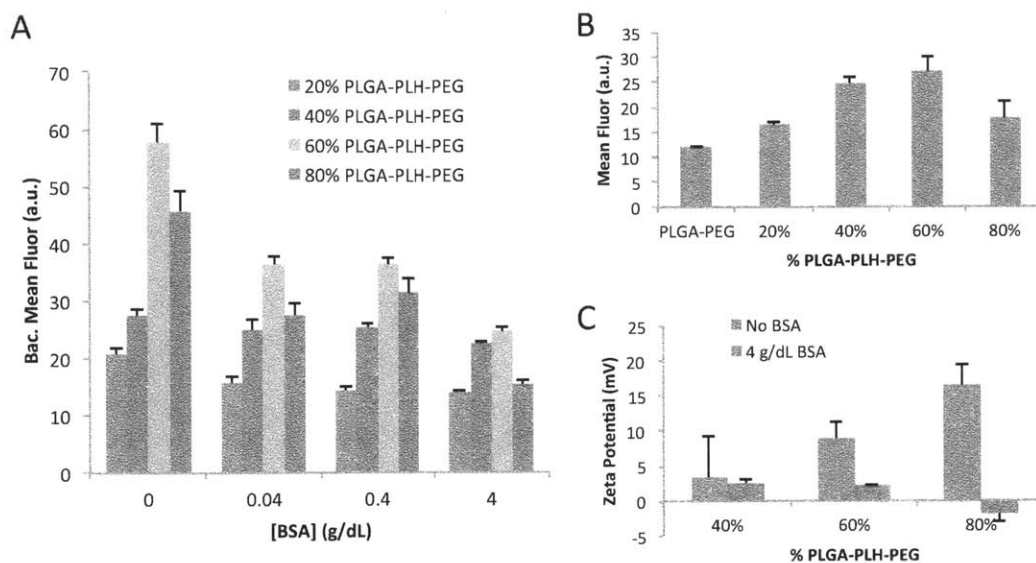 A
70
60
50
40
30
20
10
0
Bac. Mean Fluor (a.u.)
20% PLGA-PLH-PEG
40% PLGA-PLH-PEG
60% PLGA-PLH-PEG
80% PLGA-PLH-PEG
0 0.04 0.4 4
[BSA] (g/dL)
B
35
30
25
20
15
10
5
0
Mean Fluor (a.u.)
PLGA-PEG 20% 40% 60% 80%
% PLGA-PLH-PEG
C
No BSA
4 g/dL BSA
25
20
15
10
5
0
-5
Zeta Potential (mV)
40% 60% 80%
% PLGA-PLH-PEG